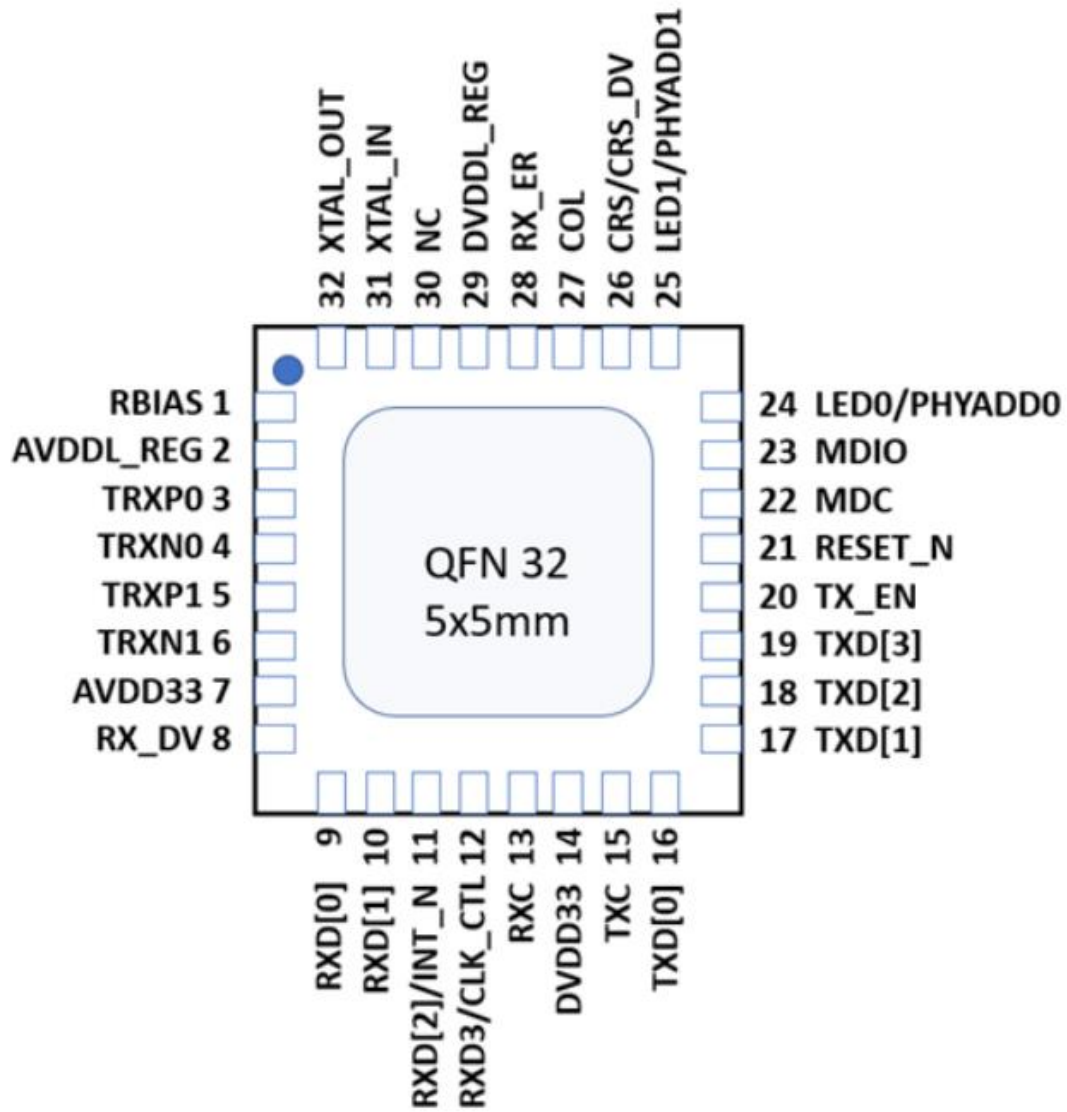 32 XTAL_OUT
31 XTAL_IN
30 NC
29 DVDDL_REG
28 RX_ER
27 COL
26 CRS/CRS_DV
25 LED1/PHYADD1
RBIAS 1
AVDDL_REG 2
TRXP0 3
TRXN0 4
TRXP1 5
TRXN1 6
AVDD33 7
RX_DV 8
QFN 32
5x5mm
24 LED0/PHYADD0
23 MDIO
22 MDC
21 RESET_N
20 TX_EN
19 TXD[3]
18 TXD[2]
17 TXD[1]
RXD[0] 9
RXD[1] 10
RXD[2]/INT_N 11
RXD3/CLK_CTL 12
RXC 13
DVDD33 14
TXC 15
TXD[0] 16